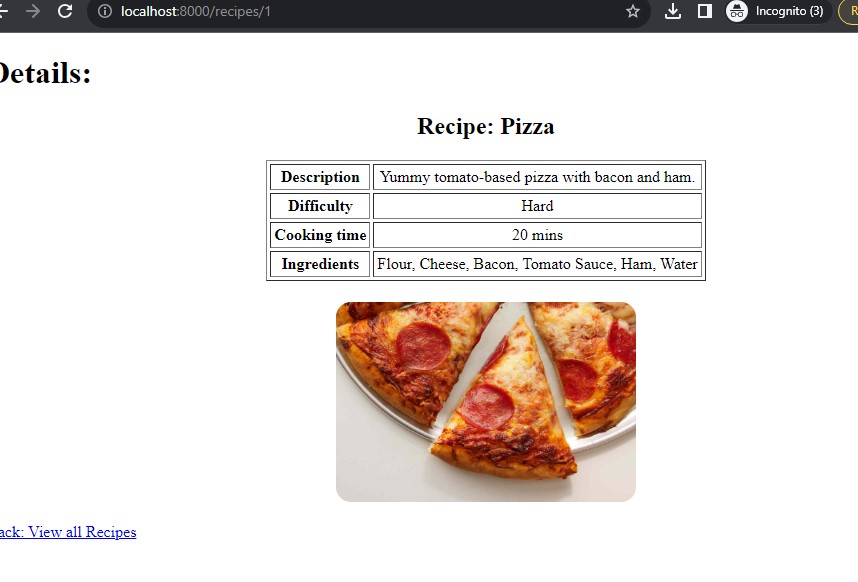 localhost:8000/recipes/1
Incognito (3)
Details:
Recipe: Pizza
Description Yummy tomato-based pizza with bacon and ham.
Difficulty Hard
Cooking time 20 mins
Ingredients Flour, Cheese, Bacon, Tomato Sauce, Ham, Water
ack: View all Recipes